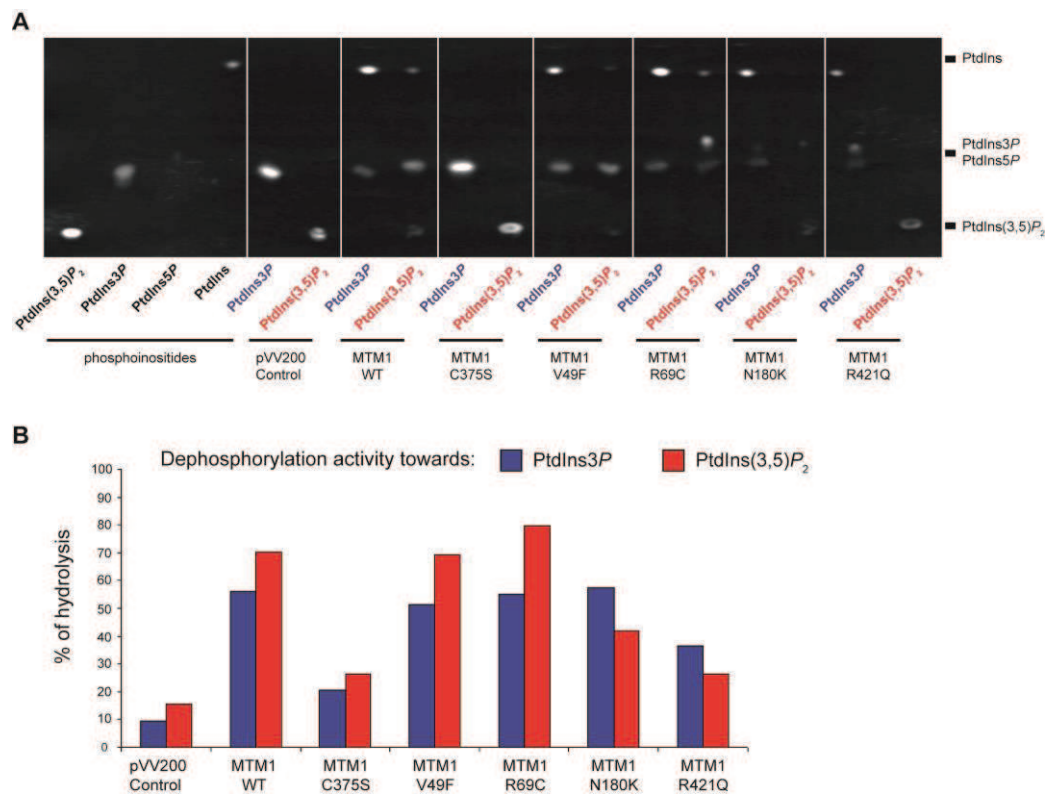 A
PtdIns
PtdIns3P
PtdIns5P
PtdIns(3,5)P2
PtdIns(3,5)P2
PtdIns3P
PtdIns5P
PtdIns
PtdIns3P
PtdIns(3,5)P2
PtdIns3P
PtdIns(3,5)P2
PtdIns3P
PtdIns(3,5)P2
PtdIns3P
PtdIns(3,5)P2
PtdIns3P
PtdIns(3,5)P2
PtdIns3P
PtdIns(3,5)P2
PtdIns3P
PtdIns(3,5)P2
phosphoinositides
pVV200
Control
MTM1
WT
MTM1
C375S
MTM1
V49F
MTM1
R69C
MTM1
N180K
MTM1
R421Q
B
Dephosphorylation activity towards: PtdIns3P PtdIns(3,5)P2
% of hydrolysis
100
90
80
70
60
50
40
30
20
10
0
pVV200
Control
MTM1
WT
MTM1
C375S
MTM1
V49F
MTM1
R69C
MTM1
N180K
MTM1
R421Q